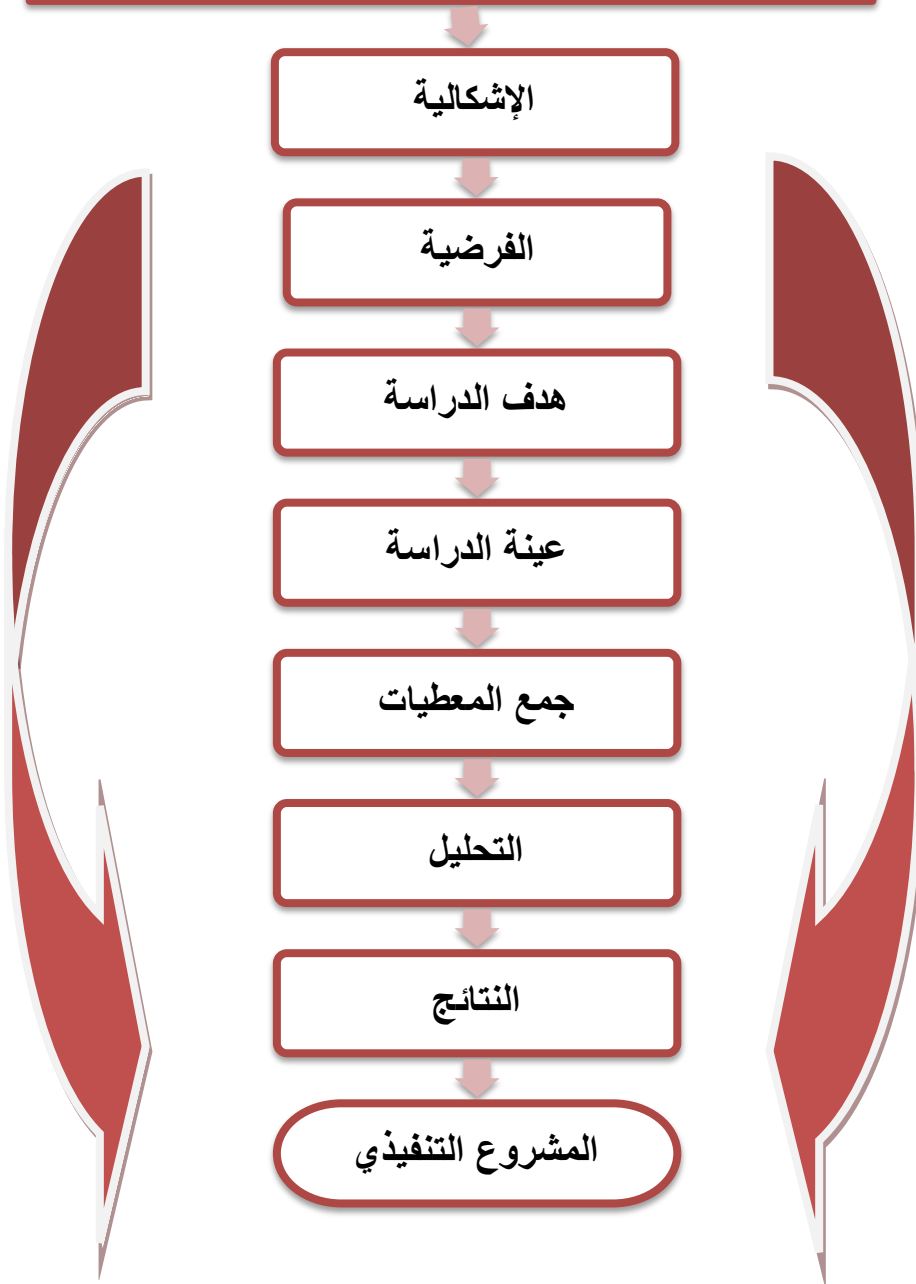 الإشكالية
الفرضية
هدف الدراسة
عينة الدراسة
جمع المعطيات
التحليل
النتائج
المشروع التنفيذي